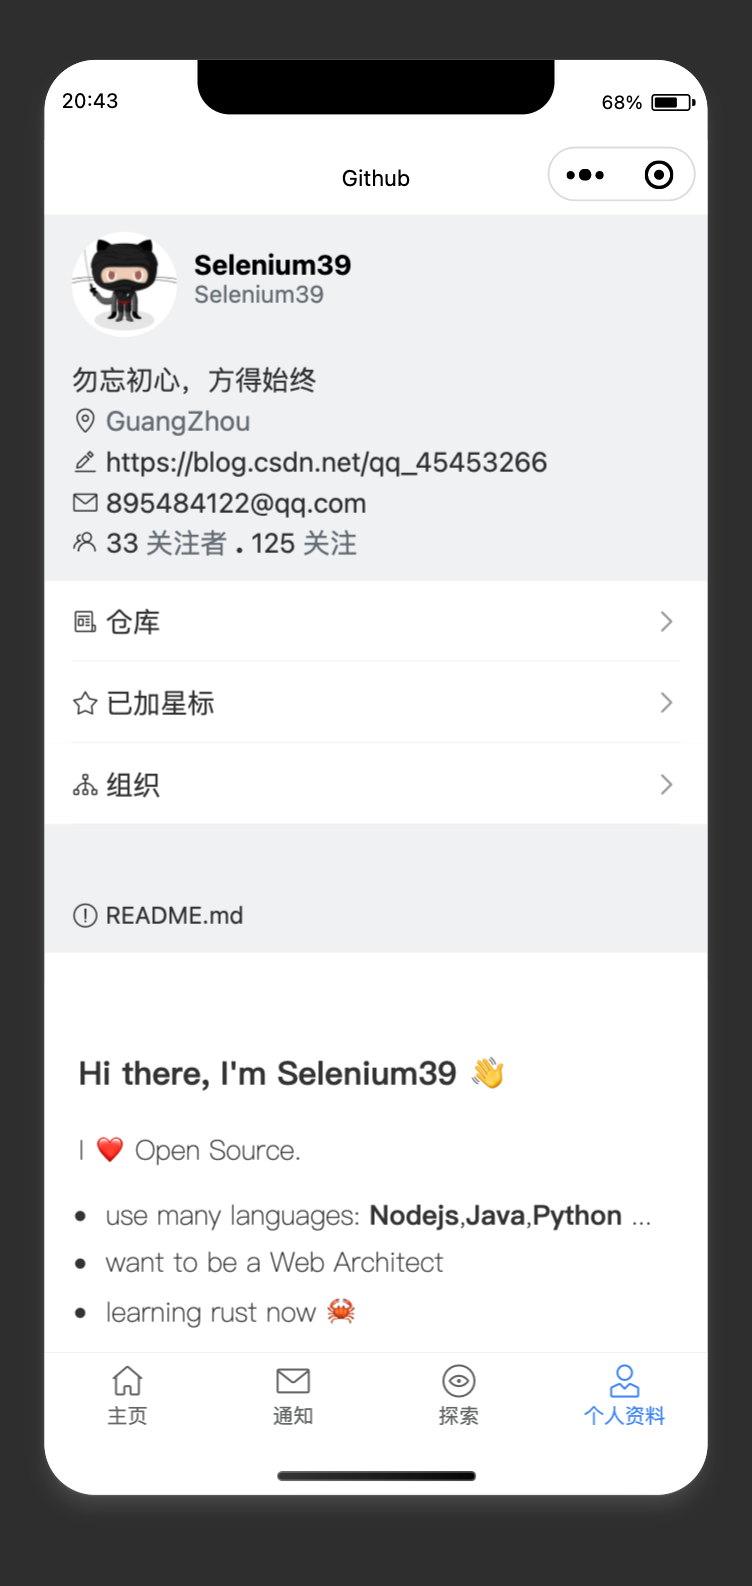 20:43
68%
Github
Selenium39
Selenium39
勿忘初心，方得始终
GuangZhou
https://blog.csdn.net/qq_45453266
895484122@qq.com
33 关注者 . 125 关注
仓库
已加星标
组织
README.md
Hi there, I'm Selenium39 👋
I ❤️ Open Source.
• use many languages: Nodejs,Java,Python ...
• want to be a Web Architect
• learning rust now 🦀
主页 通知 探索 个人资料